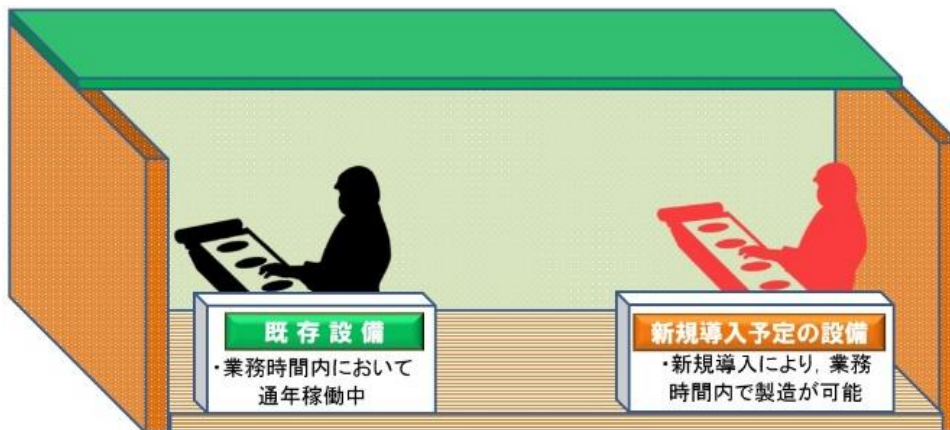 既存設備
・業務時間内において
通年稼働中
新規導入予定の設備
・新規導入により，業務
時間内で製造が可能